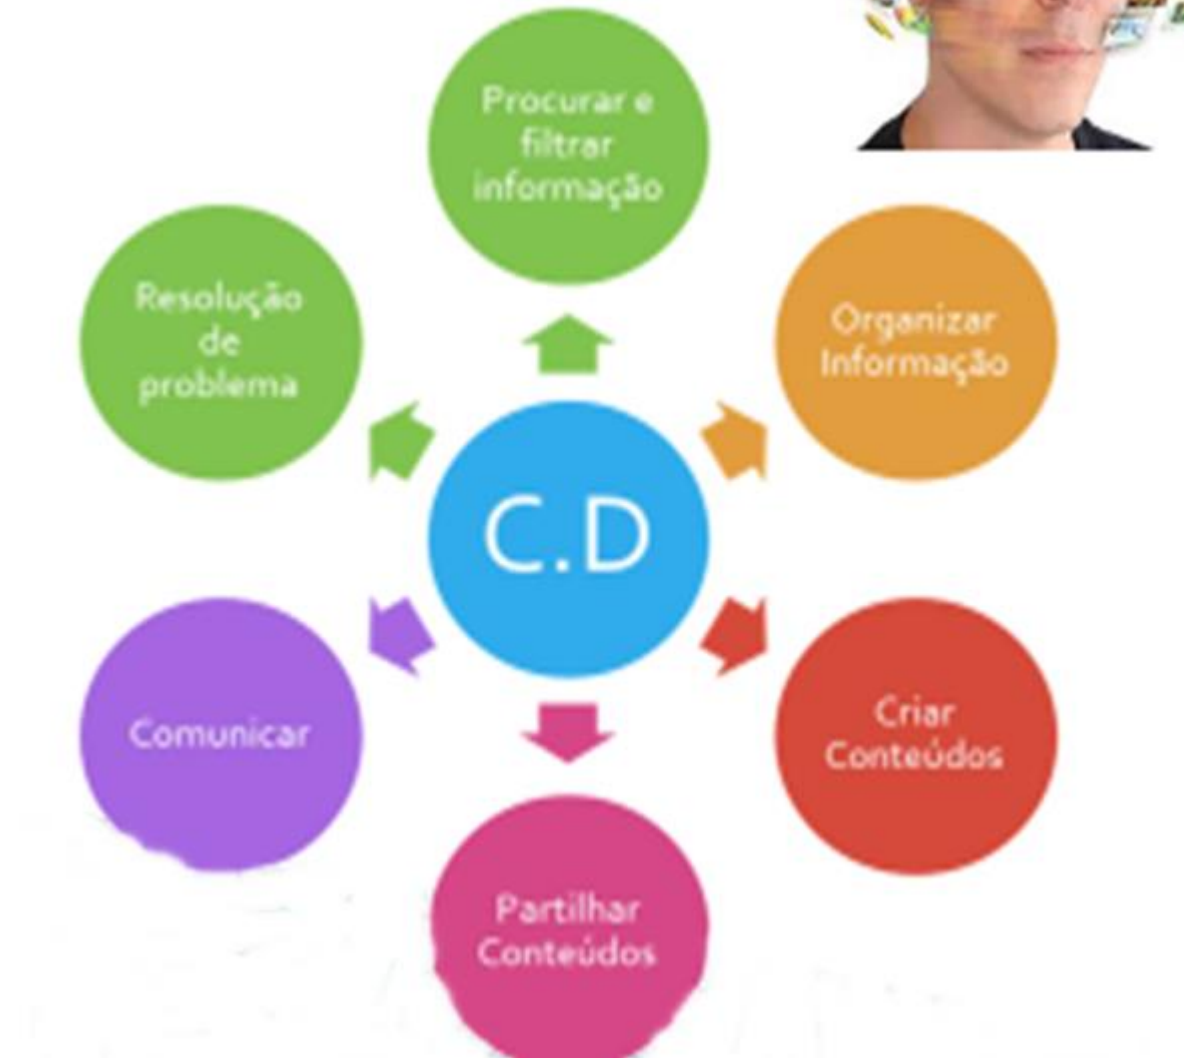 Procurar e
filtrar
informação
Resolução
de
problema
Organizar
Informação
C.D
Comunicar
Criar
Conteúdos
Partilhar
Conteúdos